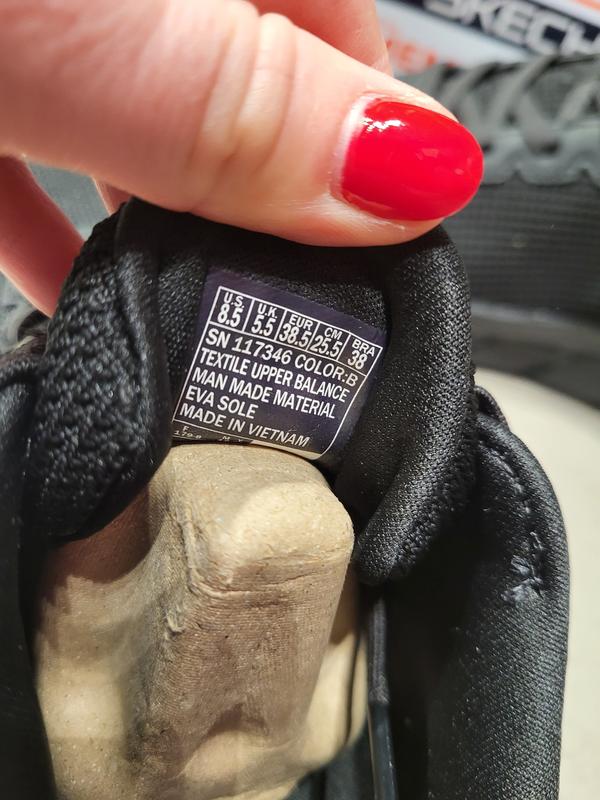 SKECH
U.S. U.K. EUR CM BRA
8.5 5.5 38.5 25.5 38
SN 117346 COLOR:B
TEXTILE UPPER BALANCE
MAN MADE MATERIAL
EVA SOLE
MADE IN VIETNAM